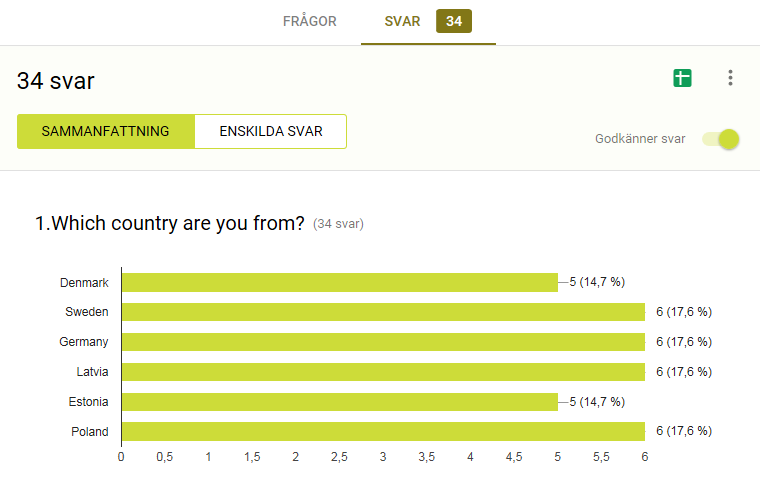 FRÅGOR SVAR 34
34 svar
SAMMANFATTNING ENSKILDA SVAR
Godkänner svar
1.Which country are you from? (34 svar)
Denmark 5 (14,7 %)
Sweden 6 (17,6 %)
Germany 6 (17,6 %)
Latvia 6 (17,6 %)
Estonia 5 (14,7 %)
Poland 6 (17,6 %)
0 0,5 1 1,5 2 2,5 3 3,5 4 4,5 5 5,5 6